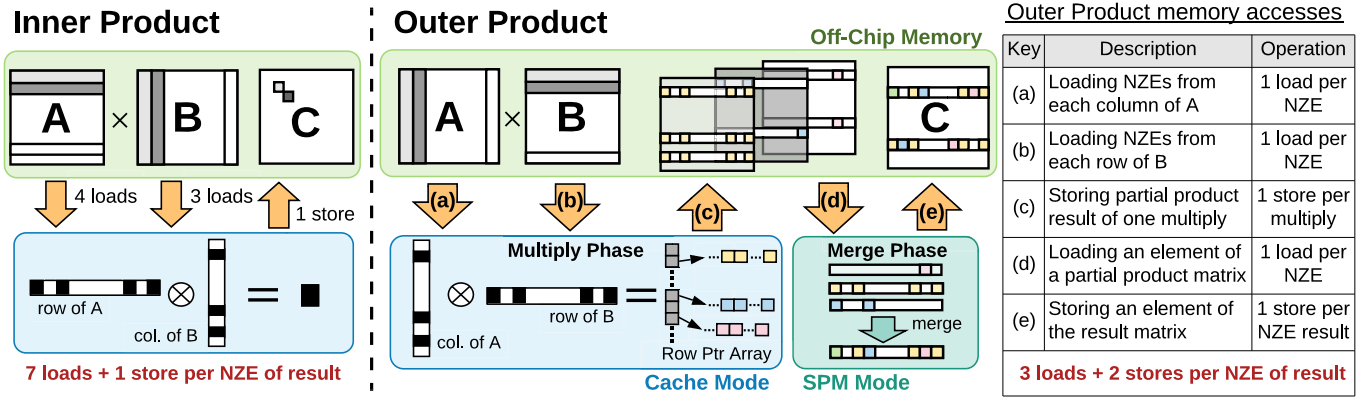 Inner Product
A × B
C
4 loads
3 loads
1 store
row of A
col. of B
=
7 loads + 1 store per NZE of result
Outer Product
Off-Chip Memory
A × B
C
(a)
(b)
(c)
(d)
(e)
Multiply Phase
col. of A
row of B
=
Row Ptr Array
Cache Mode
Merge Phase
merge
SPM Mode
Outer Product memory accesses
Key Description Operation
(a) Loading NZEs from each column of A 1 load per NZE
(b) Loading NZEs from each row of B 1 load per NZE
(c) Storing partial product result of one multiply 1 store per multiply
(d) Loading an element of a partial product matrix 1 load per NZE
(e) Storing an element of the result matrix 1 store per NZE result
3 loads + 2 stores per NZE of result